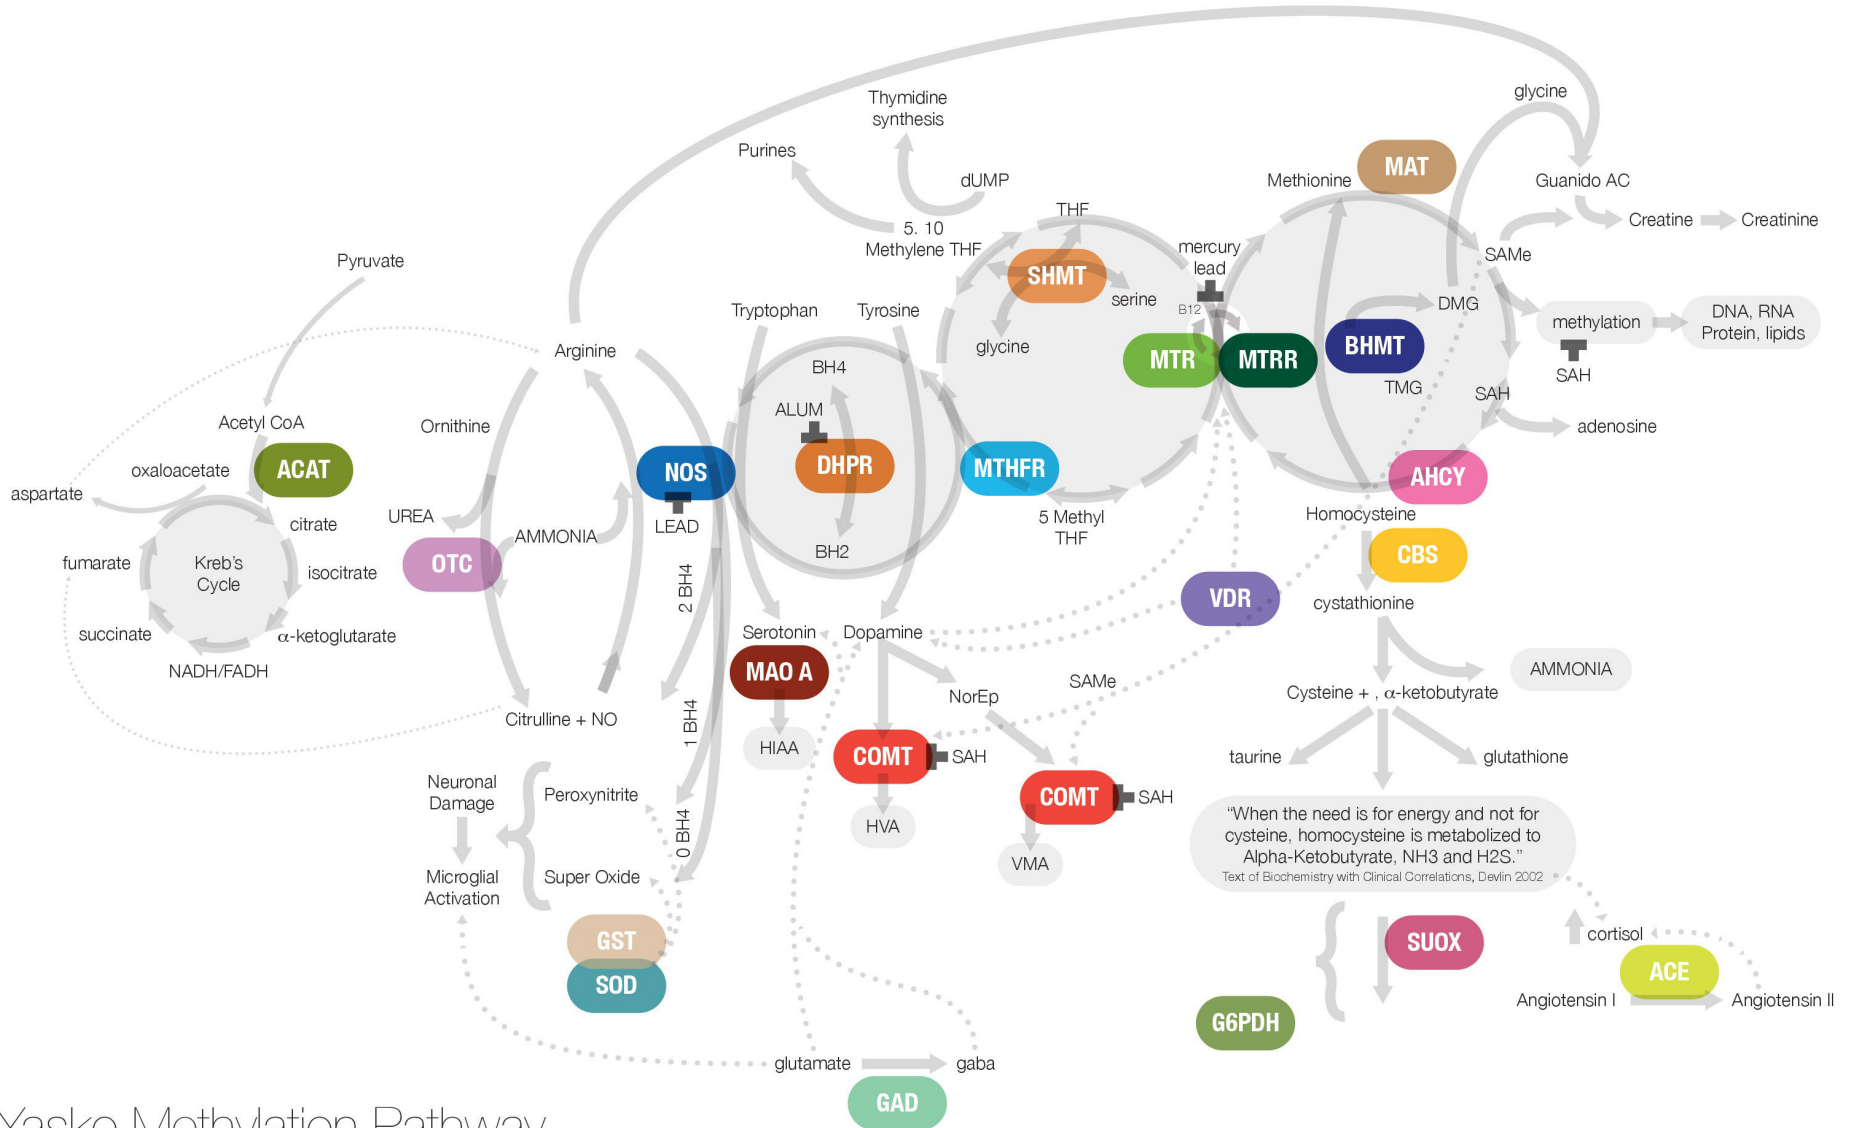 Thymidine
synthesis
glycine
Purines
MAT
dUMP
Methionine
Guanido AC
THF
Creatine
Creatinine
5. 10
Methylene THF
mercury
lead
SAMe
Pyruvate
SHMT
serine
B12
DMG
Tryptophan
Tyrosine
methylation
DNA, RNA
Protein, lipids
glycine
MTR
MTRR
BHMT
Arginine
BH4
TMG
SAH
SAH
ALUM
Acetyl CoA
Ornithine
adenosine
oxaloacetate
ACAT
NOS
DHPR
MTHFR
AHCY
aspartate
citrate
UREA
LEAD
5 Methyl
THF
Homocysteine
AMMONIA
BH2
CBS
fumarate
Kreb's
Cycle
isocitrate
OTC
2 BH4
VDR
cystathionine
succinate
α-ketoglutarate
Serotonin
Dopamine
NADH/FADH
MAO A
AMMONIA
SAMe
NorEp
Cysteine + , α-ketobutyrate
Citrulline + NO
1 BH4
HIAA
COMT
SAH
taurine
glutathione
Neuronal
Damage
Peroxynitrite
COMT
SAH
0 BH4
HVA
“When the need is for energy and not for
cysteine, homocysteine is metabolized to
Alpha-Ketobutyrate, NH3 and H2S.”
Text of Biochemistry with Clinical Correlations, Devlin 2002
VMA
Microglial
Activation
Super Oxide
GST
SOD
SUOX
cortisol
ACE
Angiotensin I
Angiotensin II
G6PDH
glutamate
gaba
GAD
Yasko Methylation Pathway